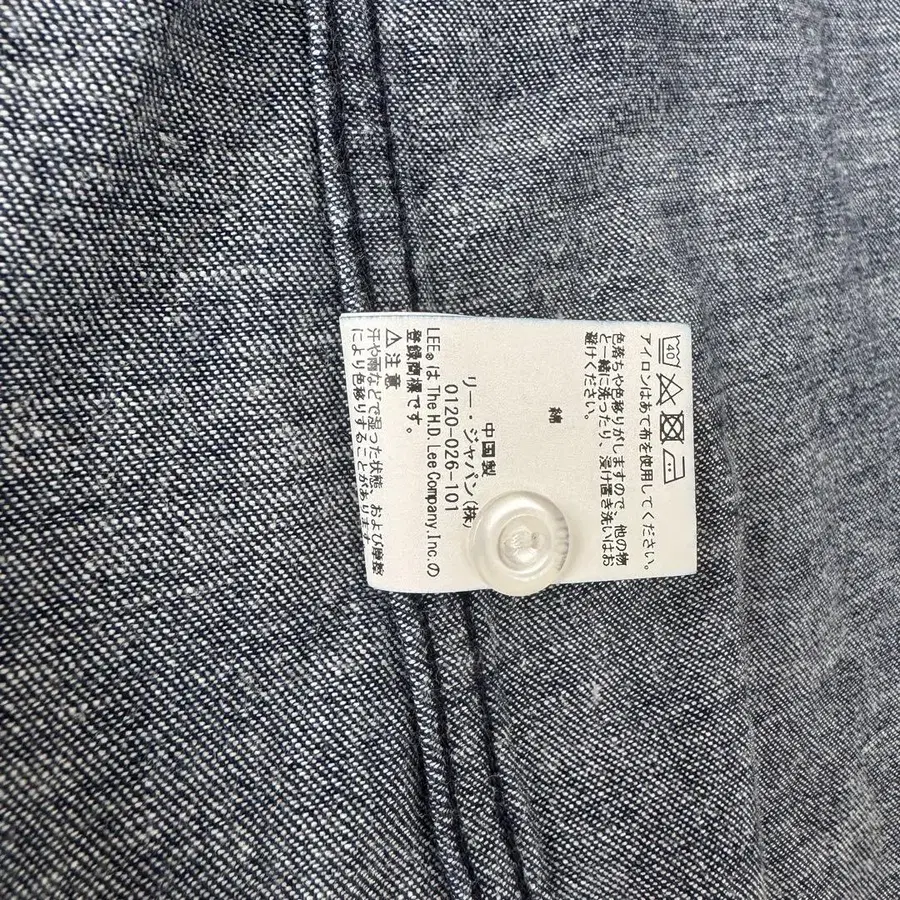 40
アイロンはあて布を使用してください。
色落ちや色移りがしますので、他の物
と一緒に洗ったり、浸け置き洗いはお
避けください。
綿
中国製
リー・ジャパン(株)
0120-026-101
LEE®は The H.D. Lee Company,Inc.の
登録商標です。
⚠注意
汗や雨などで湿った状態、および摩擦
により色移りすることがあります。